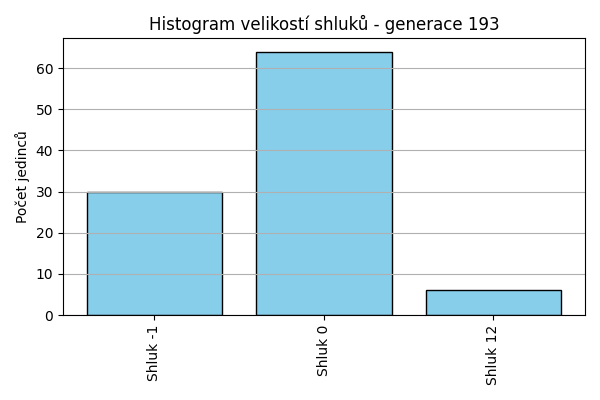 Histogram velikostí shluků - generace 193
Počet jedinců
60
50
40
30
20
10
0
Shluk -1
Shluk 0
Shluk 12